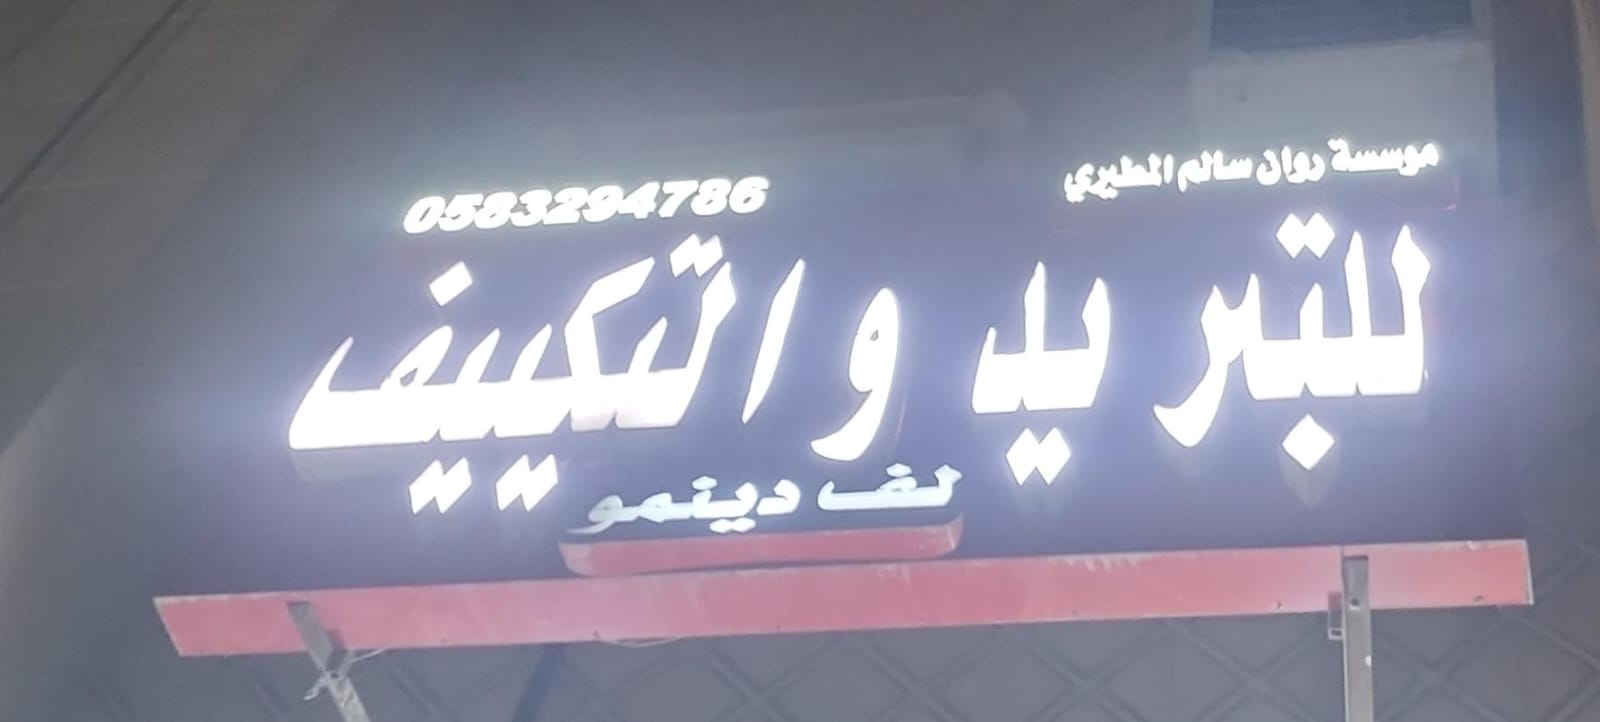 موسسة روان سالم المطيري
0583294786
للتبريد والتكييف
لف دينمو